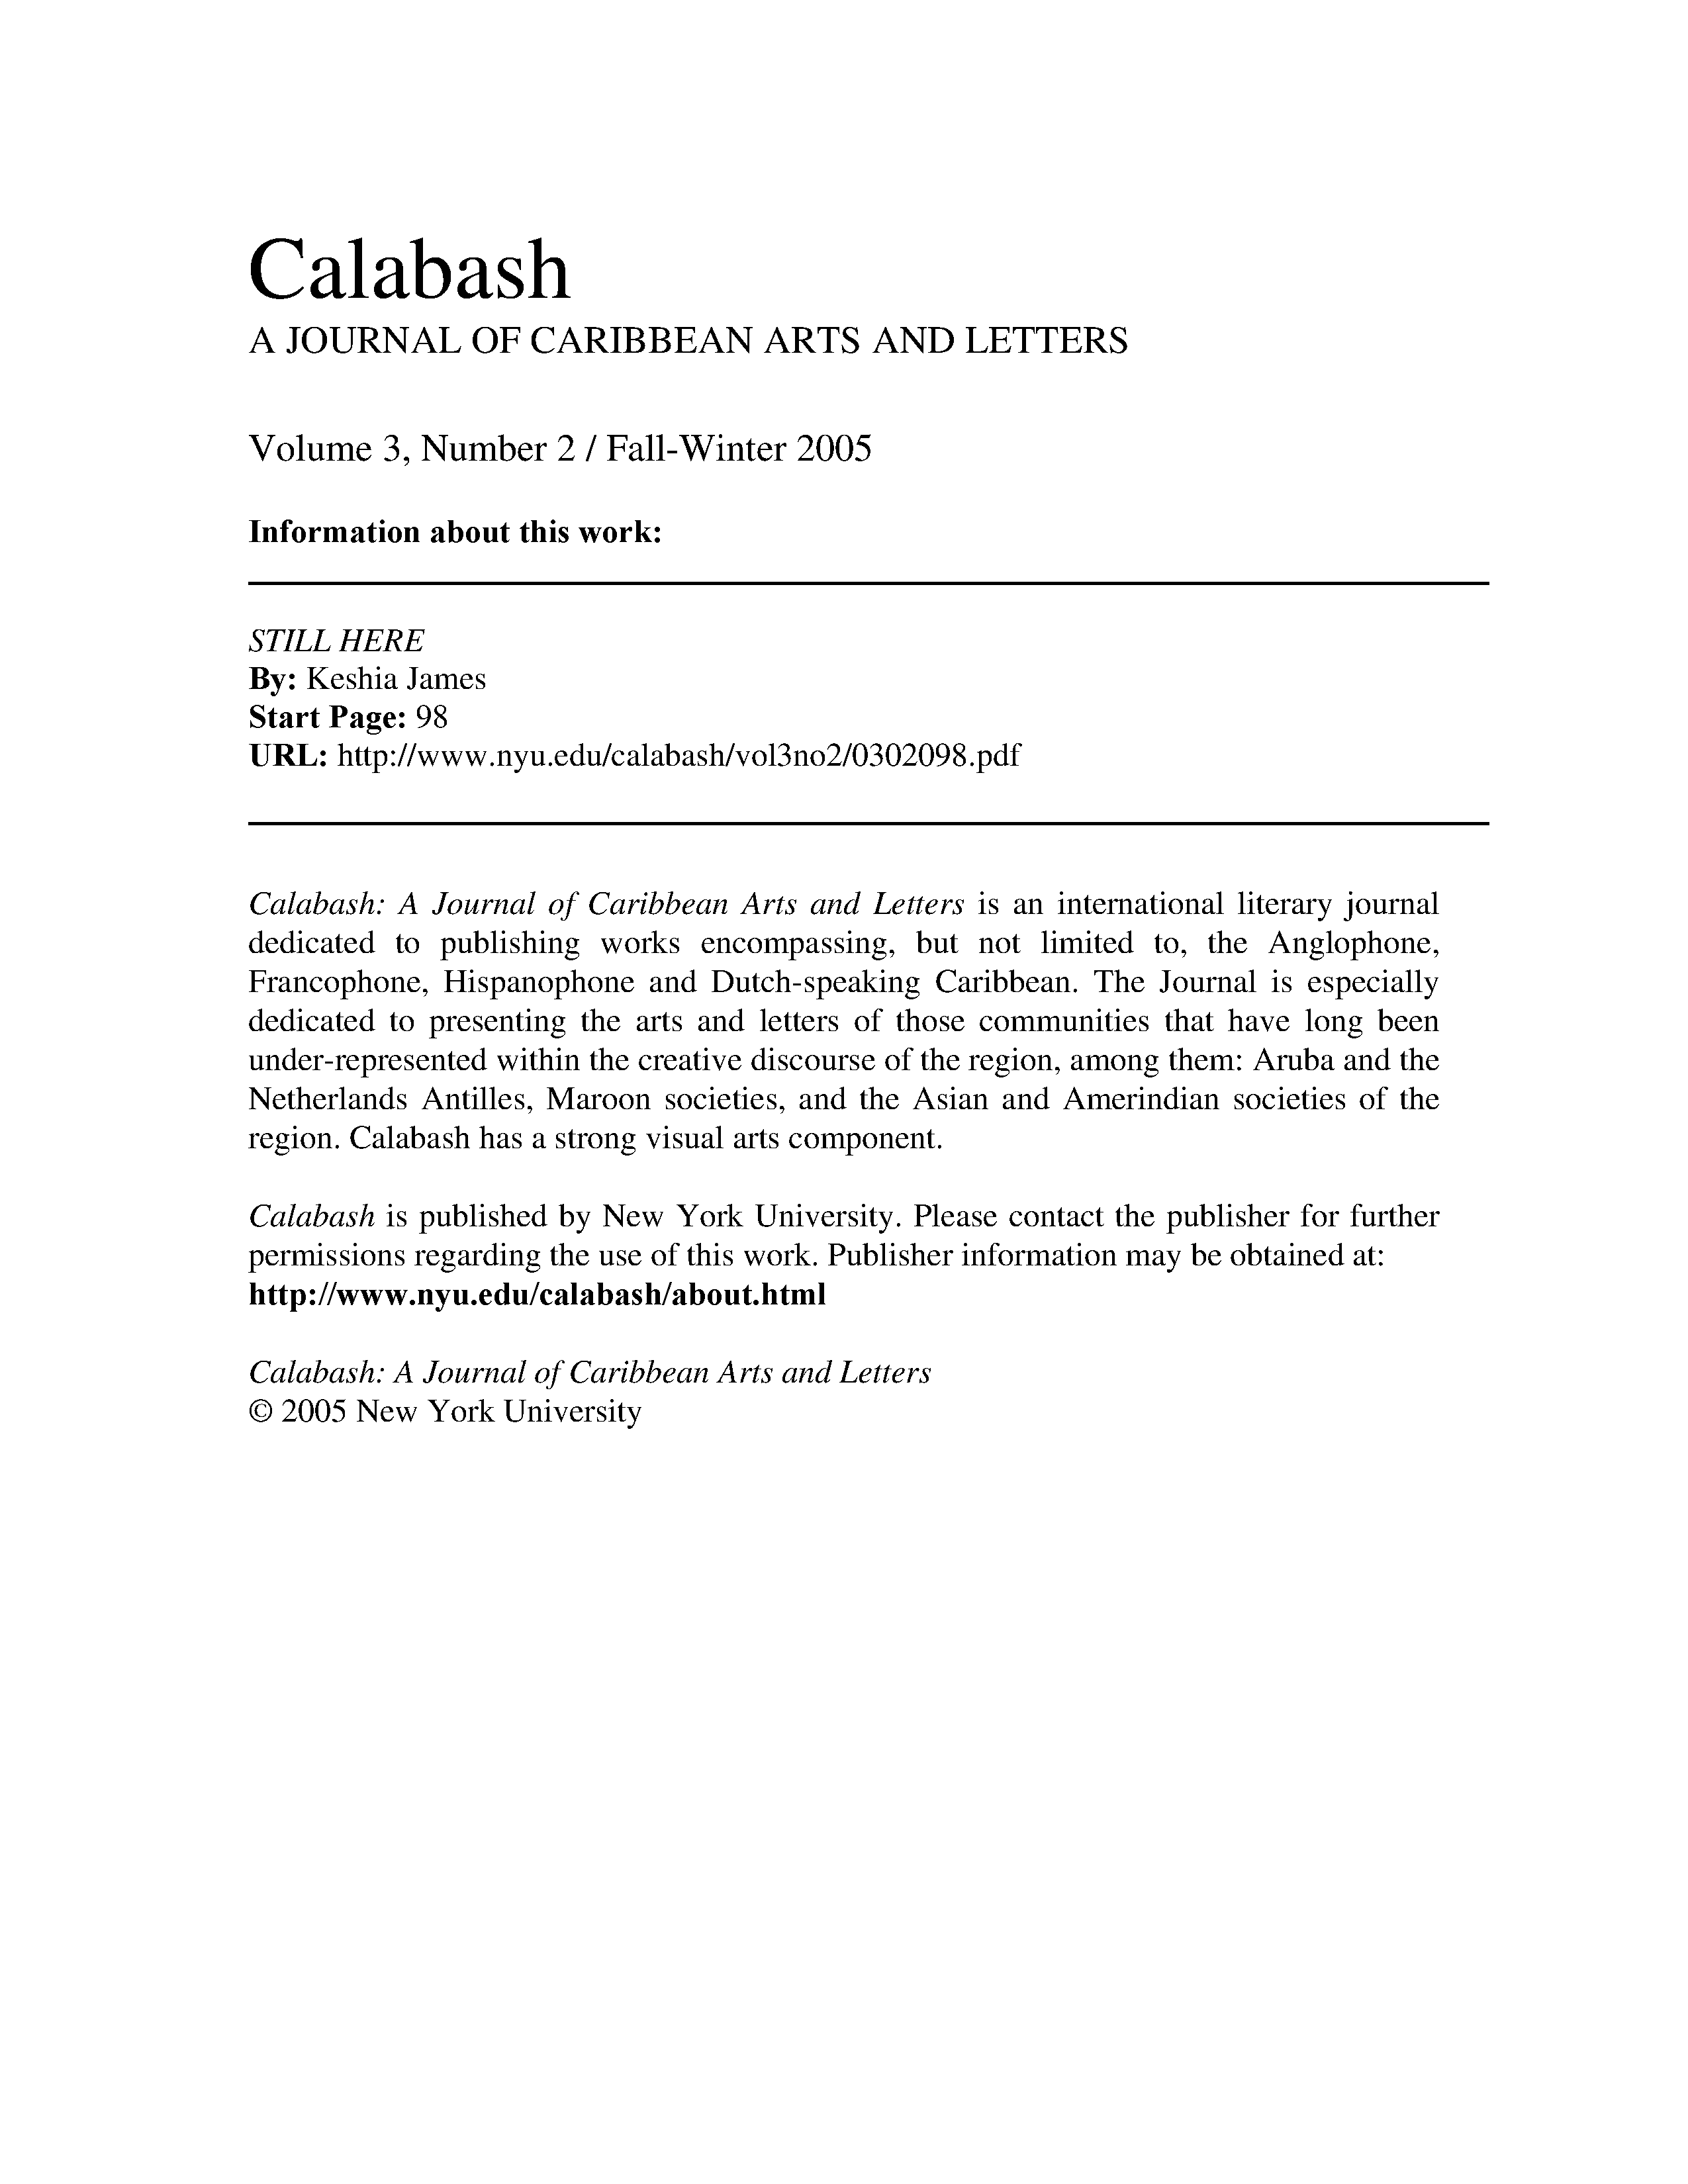 Calabash
A JOURNAL OF CARIBBEAN ARTS AND LETTERS
Volume 3, Number 2 / Fall-Winter 2005
Information about this work:
STILL HERE
By: Keshia James
Start Page: 98
URL: http://www.nyu.edu/calabash/vol3no2/0302098.pdf
Calabash: A Journal of Caribbean Arts and Letters is an international literary journal
dedicated to publishing works encompassing, but not limited to, the Anglophone,
Francophone, Hispanophone and Dutch-speaking Caribbean. The Journal is especially
dedicated to presenting the arts and letters of those communities that have long been
under-represented within the creative discourse of the region, among them: Aruba and the
Netherlands Antilles, Maroon societies, and the Asian and Amerindian societies of the
region. Calabash has a strong visual arts component.
Calabash is published by New York University. Please contact the publisher for further
permissions regarding the use of this work. Publisher information may be obtained at:
http://www.nyu.edu/calabash/about.html
Calabash: A Journal of Caribbean Arts and Letters
© 2005 New York University